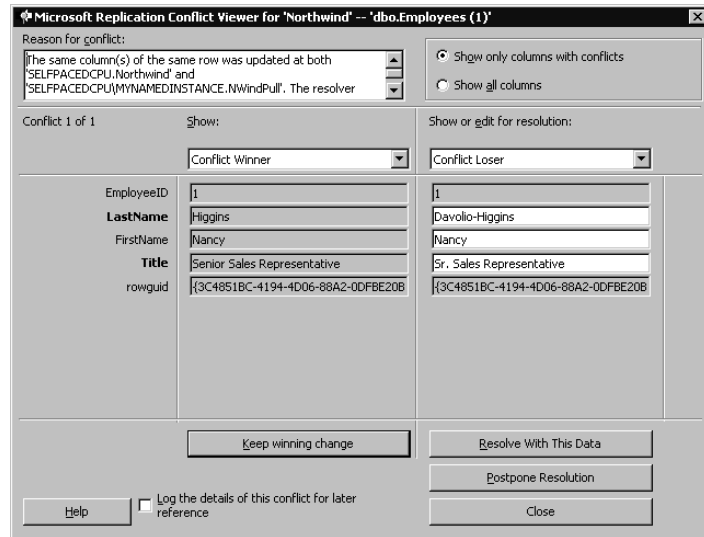 Microsoft Replication Conflict Viewer for 'Northwind' -- 'dbo.Employees (1)'
Reason for conflict:
The same column(s) of the same row was updated at both
'SELFPACEDCPU.Northwind' and
'SELFPACEDCPU\MYNAMEDINSTANCE.NWindPull'. The resolver
Show only columns with conflicts
Show all columns
Conflict 1 of 1
Show:
Show or edit for resolution:
Conflict Winner
Conflict Loser
EmployeeID 1 1
LastName Higgins Davolio-Higgins
FirstName Nancy Nancy
Title Senior Sales Representative Sr. Sales Representative
rowguid {3C4851BC-4194-4D06-88A2-0DFBE20B {3C4851BC-4194-4D06-88A2-0DFBE20B
Keep winning change
Resolve With This Data
Postpone Resolution
Log the details of this conflict for later
reference
Help
Close